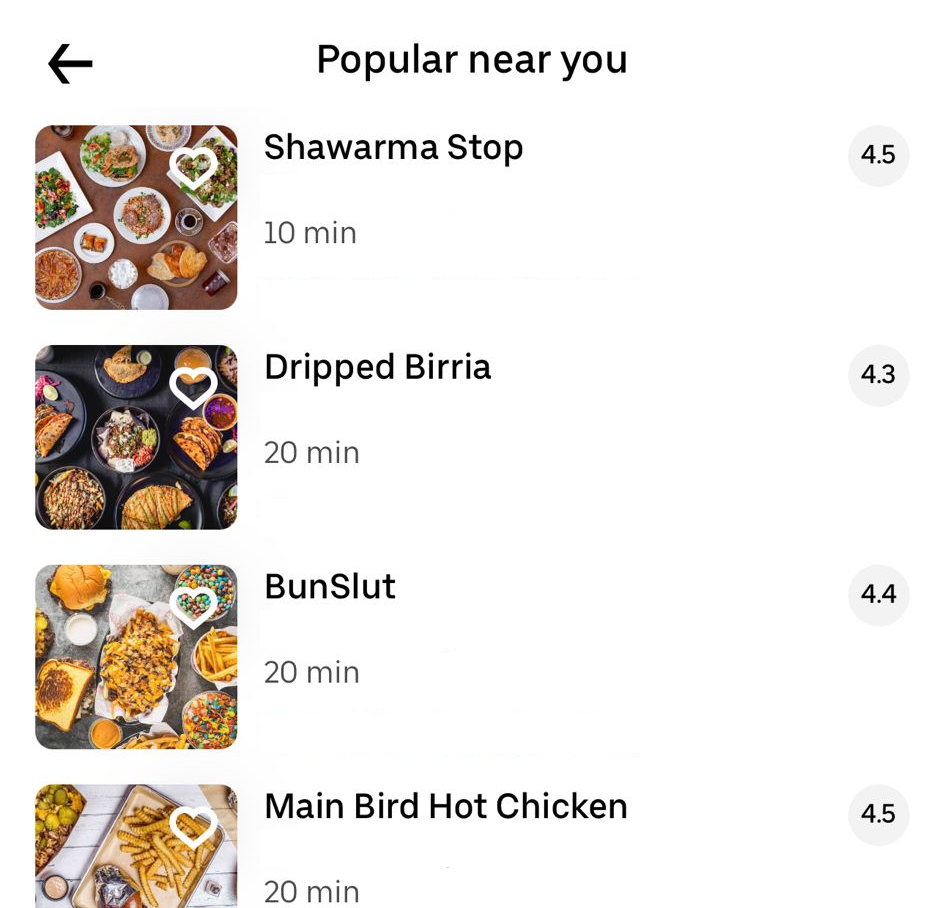 Popular near you
Shawarma Stop
4.5
10 min
Dripped Birria
4.3
20 min
BunSlut
4.4
20 min
Main Bird Hot Chicken
4.5
20 min